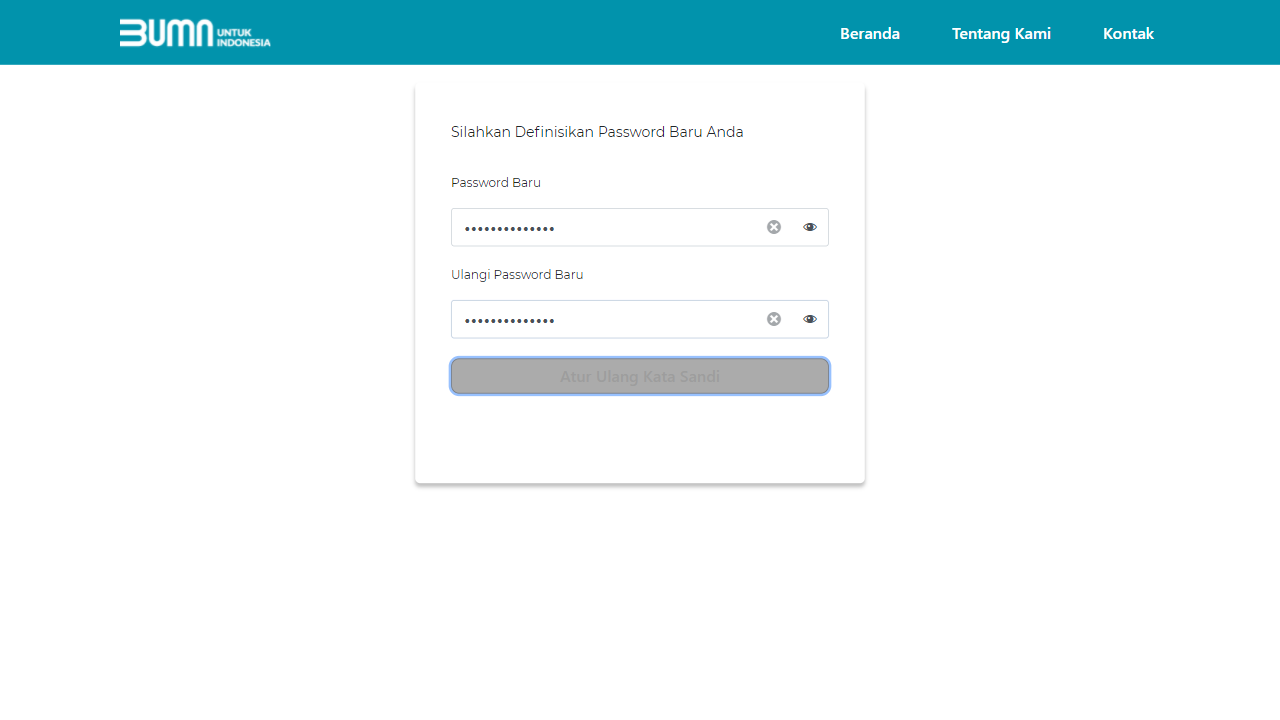 BUMN UNTUK
INDONESIA
Beranda
Tentang Kami
Kontak
Silahkan Definisikan Password Baru Anda
Password Baru
••••••••••••••
Ulangi Password Baru
••••••••••••••
Atur Ulang Kata Sandi